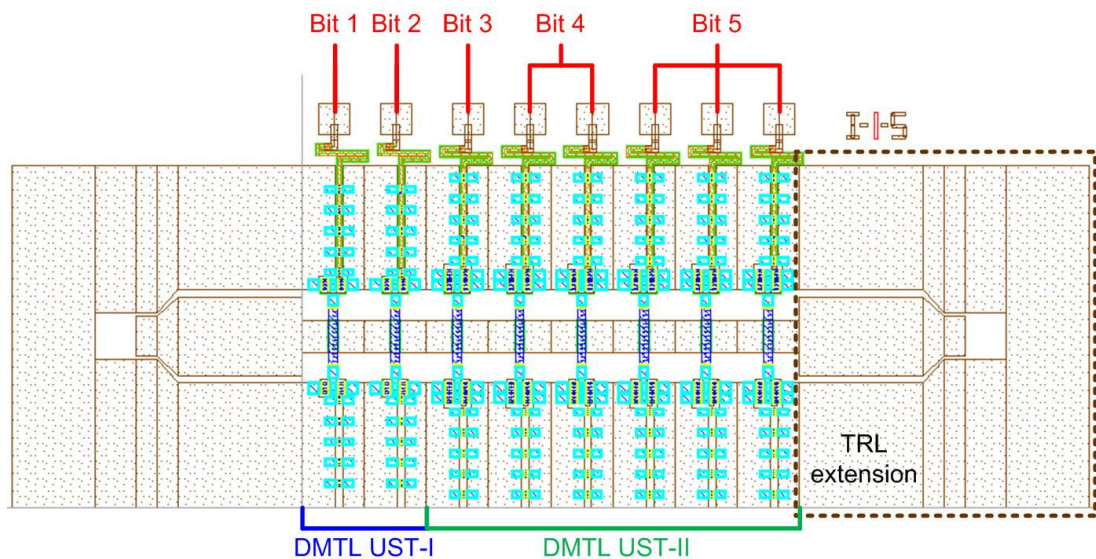 Bit 1 Bit 2 Bit 3 Bit 4 Bit 5
I-I-5
TRL
extension
DMTL UST-I DMTL UST-II